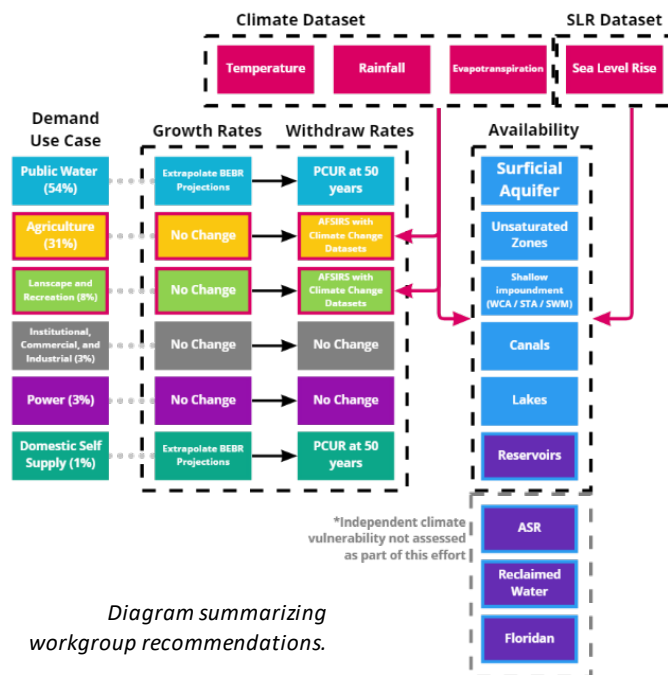 Climate Dataset
SLR Dataset
Temperature
Rainfall
Evapotranspiration
Sea Level Rise
Demand
Use Case
Growth Rates
Withdraw Rates
Availability
Public Water
(54%)
Extrapolate BEBR
Projections
PCUR at 50
years
Agriculture
(31%)
No Change
AFSIRS with
Climate Change
Datasets
Lanscape and
Recreation (8%)
No Change
AFSIRS with
Climate Change
Datasets
Institutional,
Commercial, and
Industrial (3%)
No Change
No Change
Power (3%)
No Change
No Change
Domestic Self
Supply (1%)
Extrapolate BEBR
Projections
PCUR at 50
years
Surficial
Aquifer
Unsaturated
Zones
Shallow
impoundment
(WCA / STA / SWM)
Canals
Lakes
Reservoirs
*Independent climate
vulnerability not assessed
as part of this effort
ASR
Reclaimed
Water
Floridan
Diagram summarizing
workgroup recommendations.